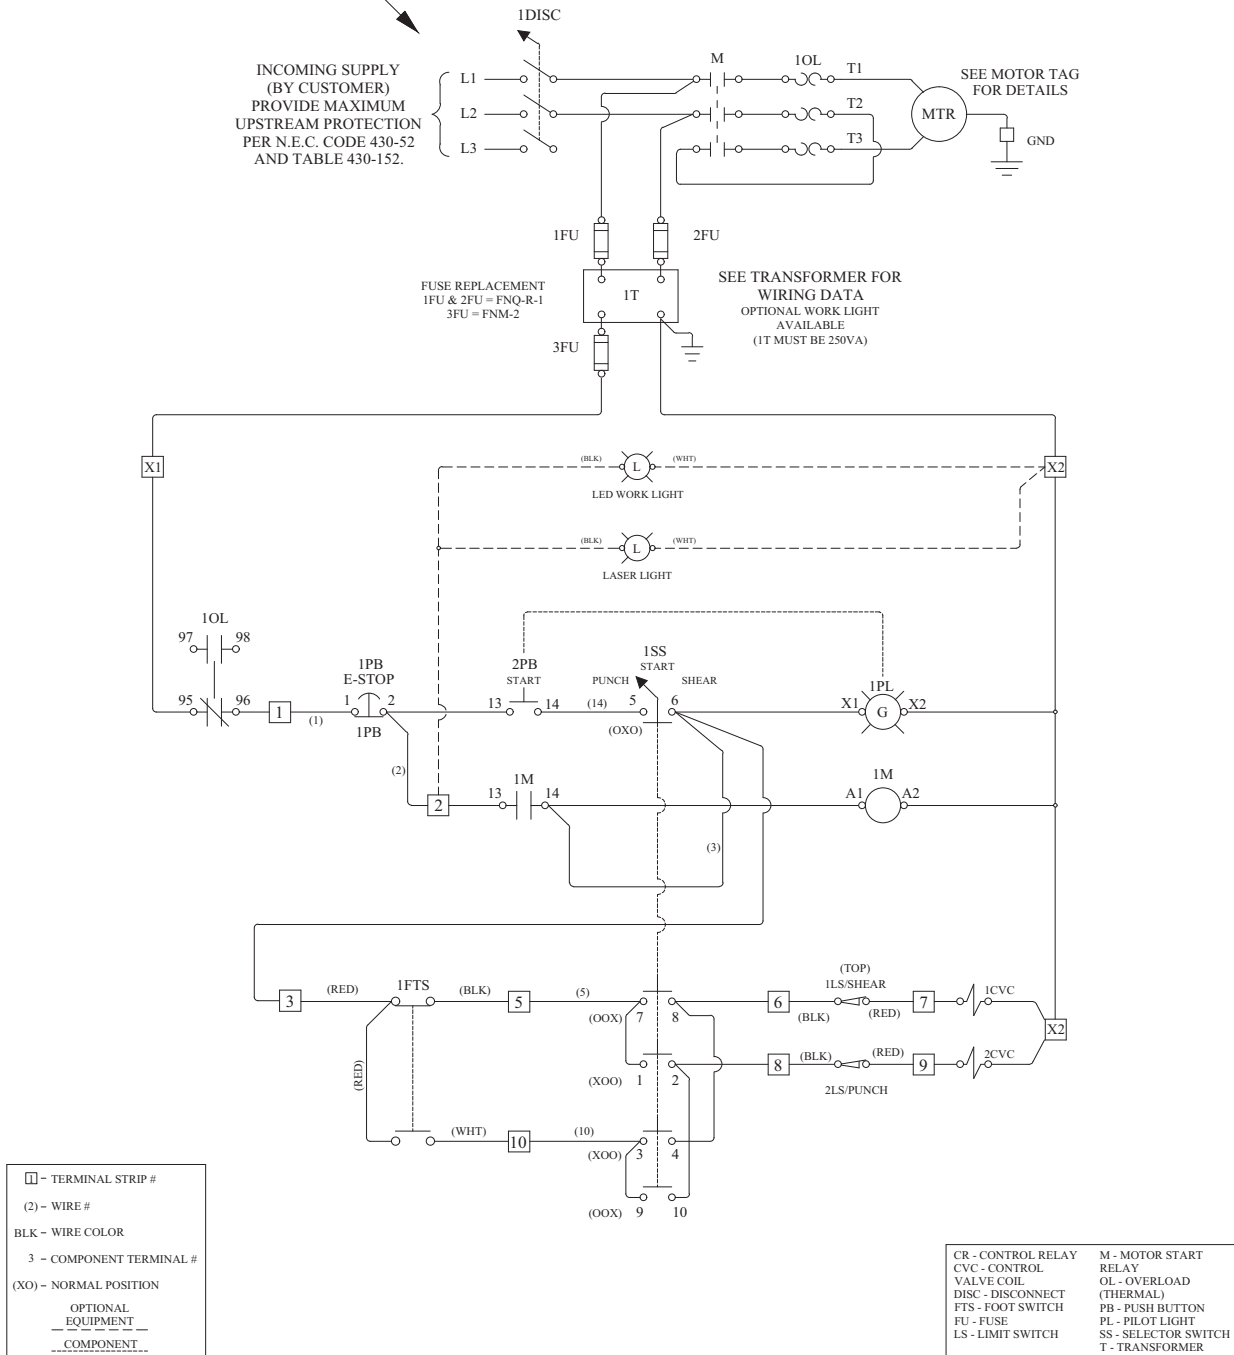 1DISC
INCOMING SUPPLY
(BY CUSTOMER)
PROVIDE MAXIMUM
UPSTREAM PROTECTION
PER N.E.C. CODE 430-52
AND TABLE 430-152.
L1
L2
L3
M
1OL
T1
T2
T3
MTR
SEE MOTOR TAG
FOR DETAILS
GND
1FU
2FU
FUSE REPLACEMENT
1FU & 2FU = FNQ-R-1
3FU = FNM-2
1T
SEE TRANSFORMER FOR
WIRING DATA
OPTIONAL WORK LIGHT
AVAILABLE
(1T MUST BE 250VA)
3FU
X1
(BLK)
L
(WHT)
X2
LED WORK LIGHT
(BLK)
L
(WHT)
LASER LIGHT
1OL
97
98
95
96
1
(1)
1PB
E-STOP
1
2
1PB
2PB
START
13
14
(14)
1SS
START
PUNCH
SHEAR
5
6
(OXO)
1PL
X1
G
X2
(2)
2
13
1M
14
1M
A1
A2
(3)
3
(RED)
1FTS
(BLK)
5
(5)
(OOX)
7
8
6
(TOP)
1LS/SHEAR
(BLK)
(RED)
7
1CVC
X2
(RED)
(XOO)
1
2
8
(BLK)
(RED)
9
2CVC
2LS/PUNCH
(WHT)
10
(10)
(XOO)
3
4
(OOX)
9
10
1 - TERMINAL STRIP #
(2) - WIRE #
BLK - WIRE COLOR
3 - COMPONENT TERMINAL #
(XO) - NORMAL POSITION
OPTIONAL
EQUIPMENT
COMPONENT
CR - CONTROL RELAY
CVC - CONTROL
VALVE COIL
DISC - DISCONNECT
FTS - FOOT SWITCH
FU - FUSE
LS - LIMIT SWITCH
M - MOTOR START
RELAY
OL - OVERLOAD
(THERMAL)
PB - PUSH BUTTON
PL - PILOT LIGHT
SS - SELECTOR SWITCH
T - TRANSFORMER